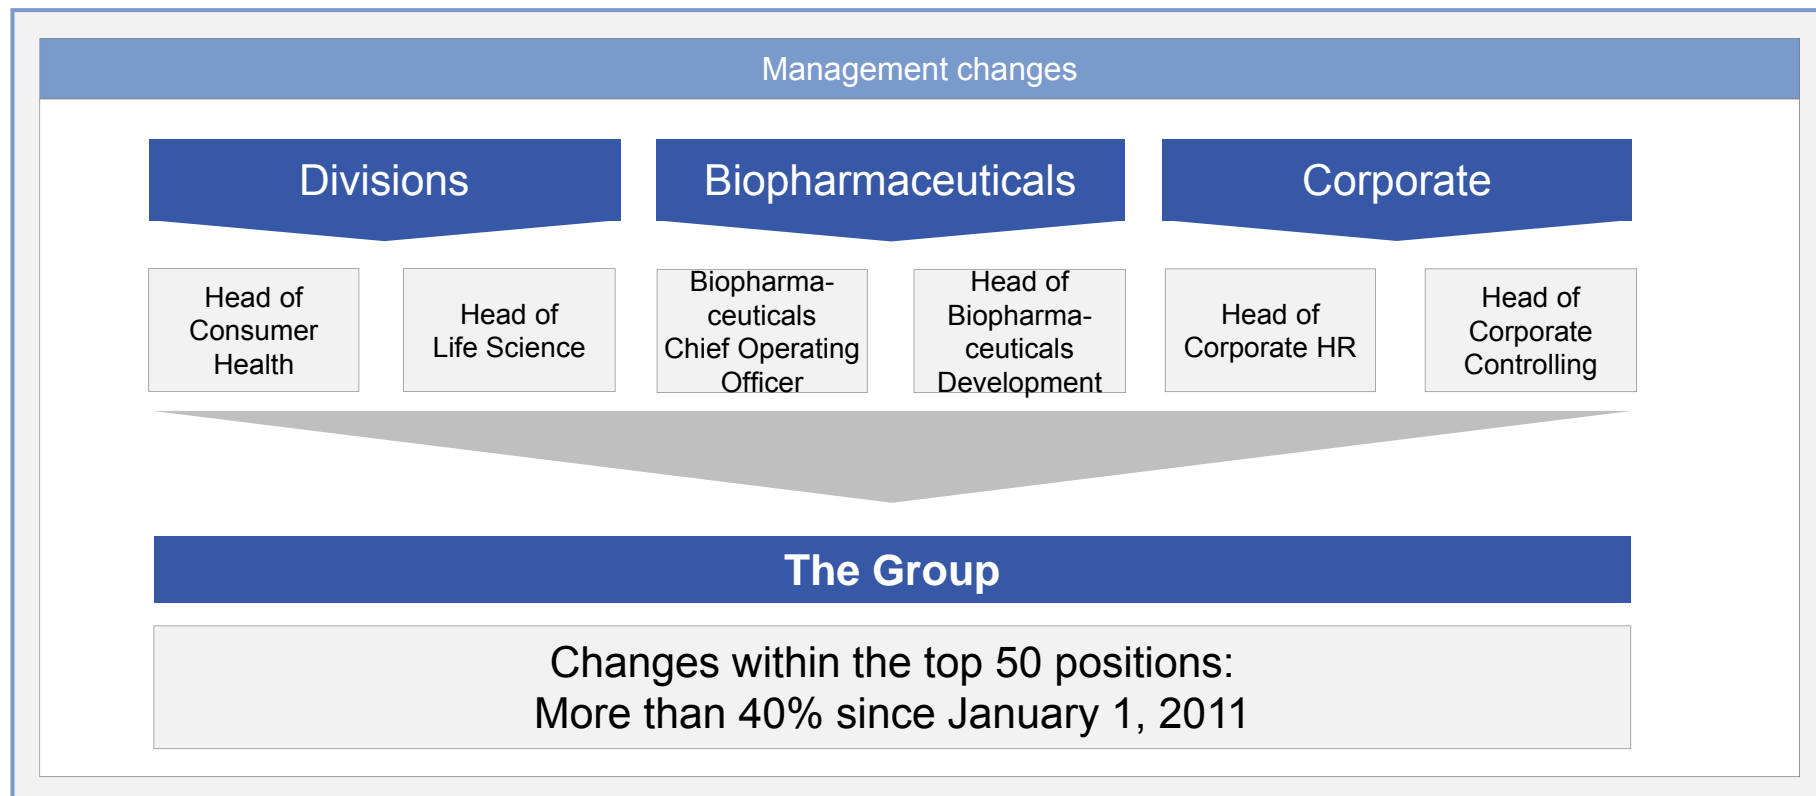 Management changes
Divisions
Biopharmaceuticals
Corporate
Head of
Consumer
Health
Head of
Life Science
Biopharma-
ceuticals
Chief Operating
Officer
Head of
Biopharma-
ceuticals
Development
Head of
Corporate HR
Head of
Corporate
Controlling
The Group
Changes within the top 50 positions:
More than 40% since January 1, 2011